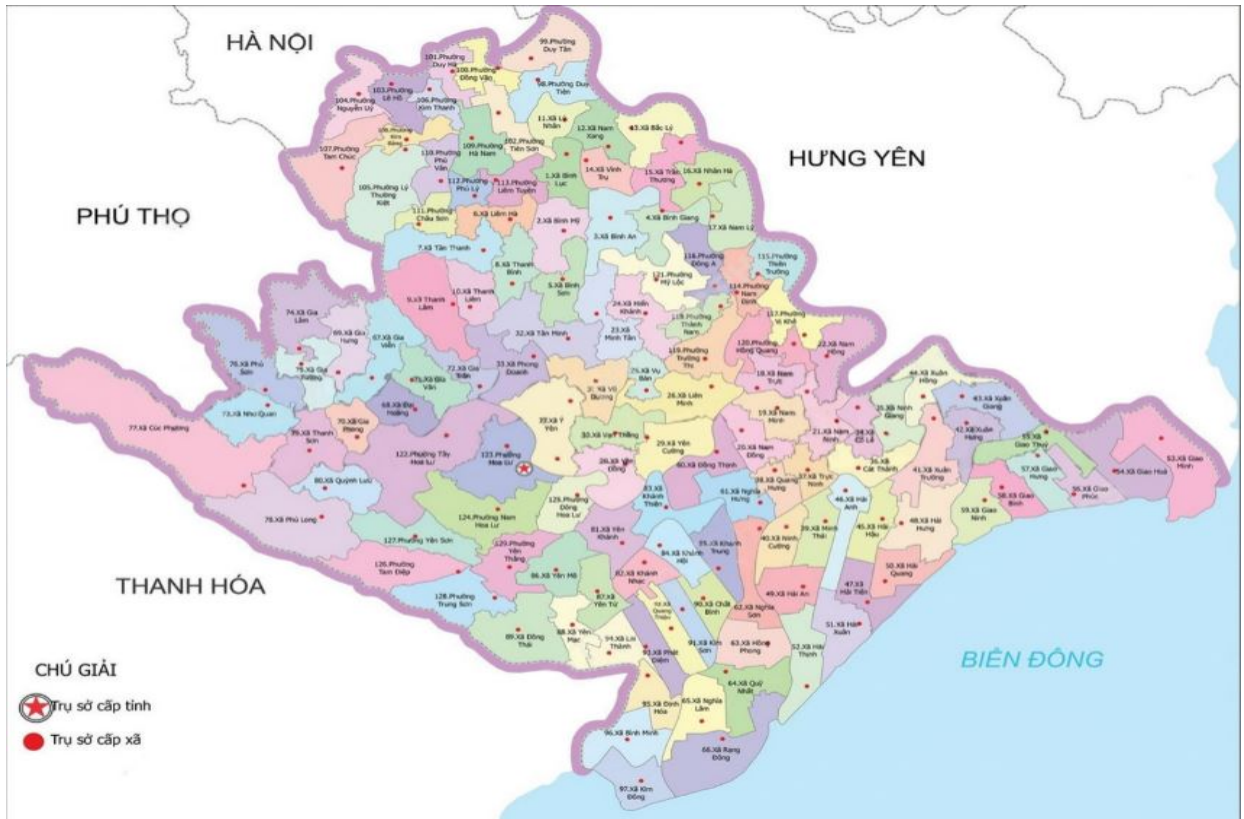 HÀ NỘI
HƯNG YÊN
PHÚ THỌ
THANH HÓA
BIỂN ĐÔNG
99.Phường
Duy Tân
101.Phường
Duy Hà
100.Phường
Đồng Văn
98.Phường Duy
Tiên
103.Phường
Lê Hồ
104.Phường
Nguyễn Uý
106.Phường
Kim Thanh
11.Xã Lý
Nhân
12.Xã Nam
Xang
13.Xã Bắc Lý
107.Phường
Tam Chúc
109.Phường
Hà Nam
102.Phường
Tiên Sơn
110.Phường
Phù
Vân
1.Xã Bình
Lục
14.Xã Vĩnh
Trụ
15.Xã Trần
Thương
16.Xã Nhân Hà
105.Phường Lý
Thường
Kiệt
112.Phường
Phủ Lý
113.Phường
Liêm Tuyền
111.Phường
Châu Sơn
6.Xã Liêm Hà
2.Xã Bình Mỹ
3.Xã Bình An
4.Xã Bình Giang
17.Xã Nam Lý
7.Xã Tân Thanh
8.Xã Thanh
Bình
5.Xã Bình
Sơn
116.Phường
Đông A
115.Phường
Thiên
Trường
121.Phường
Mỹ Lộc
114.Phường
Nam
Định
9.Xã Thanh
Lâm
10.Xã Thanh
Liêm
24.Xã Hiển
Khánh
23.Xã
Minh Tân
117.Phường
Vị Khê
74.Xã Gia
Lâm
69.Xã Gia
Hưng
67.Xã Gia
Viễn
32.Xã Tân Minh
33.Xã Phong
Doanh
118.Phường
Trường
Thi
120.Phường
Hồng Quang
22.Xã Nam
Hồng
76.Xã Phú
Sơn
71.Xã Gia
Vân
72.Xã Gia
Trấn
25.Xã Vụ
Bản
18.Xã Nam
Trực
44.Xã Xuân
Hồng
73.Xã Nho Quan
68.Xã Đại
Hoàng
26.Xã Liên
Minh
19.Xã Nam
Minh
43.Xã Xuân
Giang
77.Xã Cúc Phương
70.Xã Gia
Phong
79.Xã Thanh
Sơn
27.Xã Ý
Yên
30.Xã Vạn Thắng
29.Xã Yên
Cường
20.Xã Nam
Đồng
21.Xã Nam
Ninh
35.Xã Ninh
Giang
42.Xã Xuân
Hưng
122.Phường Tây
Hoa Lư
123.Phường
Hoa Lư
60.Xã Đồng Thịnh
36.Xã
Cát Thành
41.Xã Xuân
Trường
57.Xã Giao
Hưng
53.Xã Giao
Minh
54.Xã Giao Hoà
80.Xã Quỳnh Lưu
38.Xã Quang
Hưng
37.Xã Trực
Ninh
58.Xã Giao
Bình
56.Xã Giao
Phúc
83.Xã
Khánh
Thiện
61.Xã Nghĩa
Hưng
46.Xã Hải
Anh
59.Xã Giao
Ninh
78.Xã Phú Long
124.Phường Nam
Hoa Lư
125.Phường
Đông
Hoa Lư
81.Xã Yên
Khánh
40.Xã Ninh
Cường
39.Xã Minh
Thái
45.Xã Hải
Hậu
48.Xã Hải
Hưng
127.Phường Yên Sơn
129.Phường
Yên
Thắng
84.Xã Khánh
Hội
85.Xã Khánh
Trung
50.Xã Hải
Quang
126.Phường
Tam Điệp
86.Xã Yên Mô
82.Xã Khánh
Nhạc
49.Xã Hải An
47.Xã
Hải Tiến
128.Phường
Trung Sơn
87.Xã
Yên Từ
90.Xã Chất
Bình
62.Xã Nghĩa
Sơn
51.Xã Hải
Xuân
89.Xã Đồng
Thái
88.Xã Yên
Mạc
94.Xã Lai
Thành
93.Xã Phát
Diệm
91.Xã Kim
Sơn
63.Xã Hồng
Phong
52.Xã Hải
Thịnh
64.Xã Quỹ
Nhất
95.Xã Định
Hóa
65.Xã Nghĩa
Lâm
96.Xã Bình Minh
66.Xã Rạng
Đông
97.Xã Kim
Đông
CHÚ GIẢI
Trụ sở cấp tỉnh
Trụ sở cấp xã